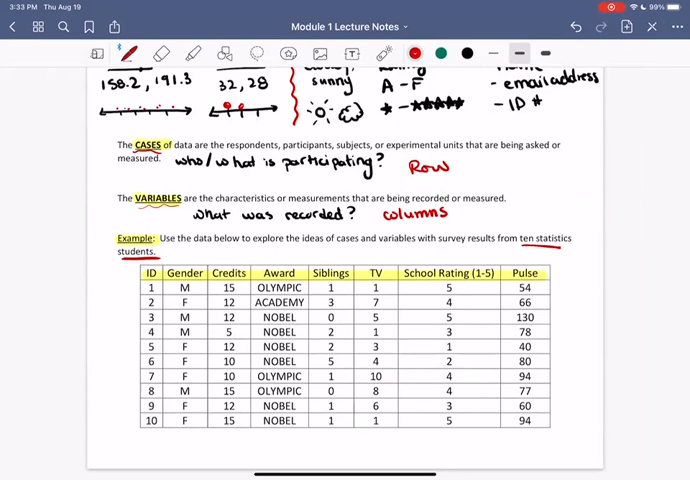 3:33 PM Thu Aug 19
99%
Module 1 Lecture Notes
158.2, 191.3
32, 28
sunny
A - F
- email address
- ID #
The CASES of data are the respondents, participants, subjects, or experimental units that are being asked or
measured. who/what is participating? Row
The VARIABLES are the characteristics or measurements that are being recorded or measured.
what was recorded? columns
Example: Use the data below to explore the ideas of cases and variables with survey results from ten statistics
students.
ID Gender Credits Award Siblings TV School Rating (1-5) Pulse
1 M 15 OLYMPIC 1 1 5 54
2 F 12 ACADEMY 3 7 4 66
3 M 12 NOBEL 0 5 5 130
4 M 5 NOBEL 2 1 3 78
5 F 12 NOBEL 2 3 1 40
6 F 10 NOBEL 5 4 2 80
7 F 10 OLYMPIC 1 10 4 94
8 M 15 OLYMPIC 0 8 4 77
9 F 12 NOBEL 1 6 3 60
10 F 15 NOBEL 1 1 5 94